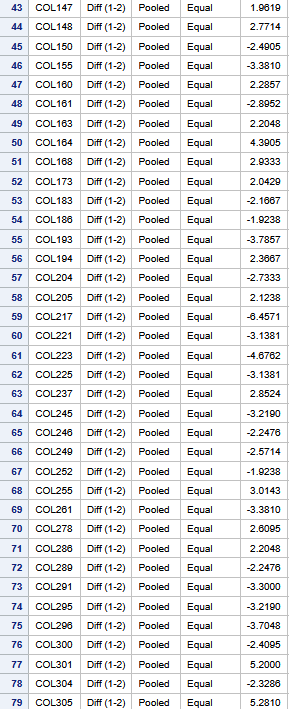 43 COL147 Diff (1-2) Pooled Equal 1.9619
44 COL148 Diff (1-2) Pooled Equal 2.7714
45 COL150 Diff (1-2) Pooled Equal -2.4905
46 COL155 Diff (1-2) Pooled Equal -3.3810
47 COL160 Diff (1-2) Pooled Equal 2.2857
48 COL161 Diff (1-2) Pooled Equal -2.8952
49 COL163 Diff (1-2) Pooled Equal 2.2048
50 COL164 Diff (1-2) Pooled Equal 4.3905
51 COL168 Diff (1-2) Pooled Equal 2.9333
52 COL173 Diff (1-2) Pooled Equal 2.0429
53 COL183 Diff (1-2) Pooled Equal -2.1667
54 COL186 Diff (1-2) Pooled Equal -1.9238
55 COL193 Diff (1-2) Pooled Equal -3.7857
56 COL194 Diff (1-2) Pooled Equal 2.3667
57 COL204 Diff (1-2) Pooled Equal -2.7333
58 COL205 Diff (1-2) Pooled Equal 2.1238
59 COL217 Diff (1-2) Pooled Equal -6.4571
60 COL221 Diff (1-2) Pooled Equal -3.1381
61 COL223 Diff (1-2) Pooled Equal -4.6762
62 COL225 Diff (1-2) Pooled Equal -3.1381
63 COL237 Diff (1-2) Pooled Equal 2.8524
64 COL245 Diff (1-2) Pooled Equal -3.2190
65 COL246 Diff (1-2) Pooled Equal -2.2476
66 COL249 Diff (1-2) Pooled Equal -2.5714
67 COL252 Diff (1-2) Pooled Equal -1.9238
68 COL255 Diff (1-2) Pooled Equal 3.0143
69 COL261 Diff (1-2) Pooled Equal -3.3810
70 COL278 Diff (1-2) Pooled Equal 2.6095
71 COL286 Diff (1-2) Pooled Equal 2.2048
72 COL289 Diff (1-2) Pooled Equal -2.2476
73 COL291 Diff (1-2) Pooled Equal -3.3000
74 COL295 Diff (1-2) Pooled Equal -3.2190
75 COL296 Diff (1-2) Pooled Equal -3.7048
76 COL300 Diff (1-2) Pooled Equal -2.4095
77 COL301 Diff (1-2) Pooled Equal 5.2000
78 COL304 Diff (1-2) Pooled Equal -2.3286
79 COL305 Diff (1-2) Pooled Equal 5.2810